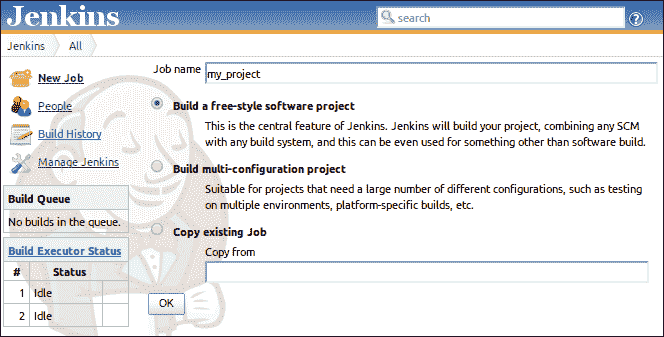 Jenkins
search
?
Jenkins
All
New Job
People
Build History
Manage Jenkins
Build Queue
No builds in the queue.
Build Executor Status
# Status
1 Idle
2 Idle
Job name my_project
Build a free-style software project
This is the central feature of Jenkins. Jenkins will build your project, combining any SCM
with any build system, and this can be even used for something other than software build.
Build multi-configuration project
Suitable for projects that need a large number of different configurations, such as testing
on multiple environments, platform-specific builds, etc.
Copy existing Job
Copy from
OK